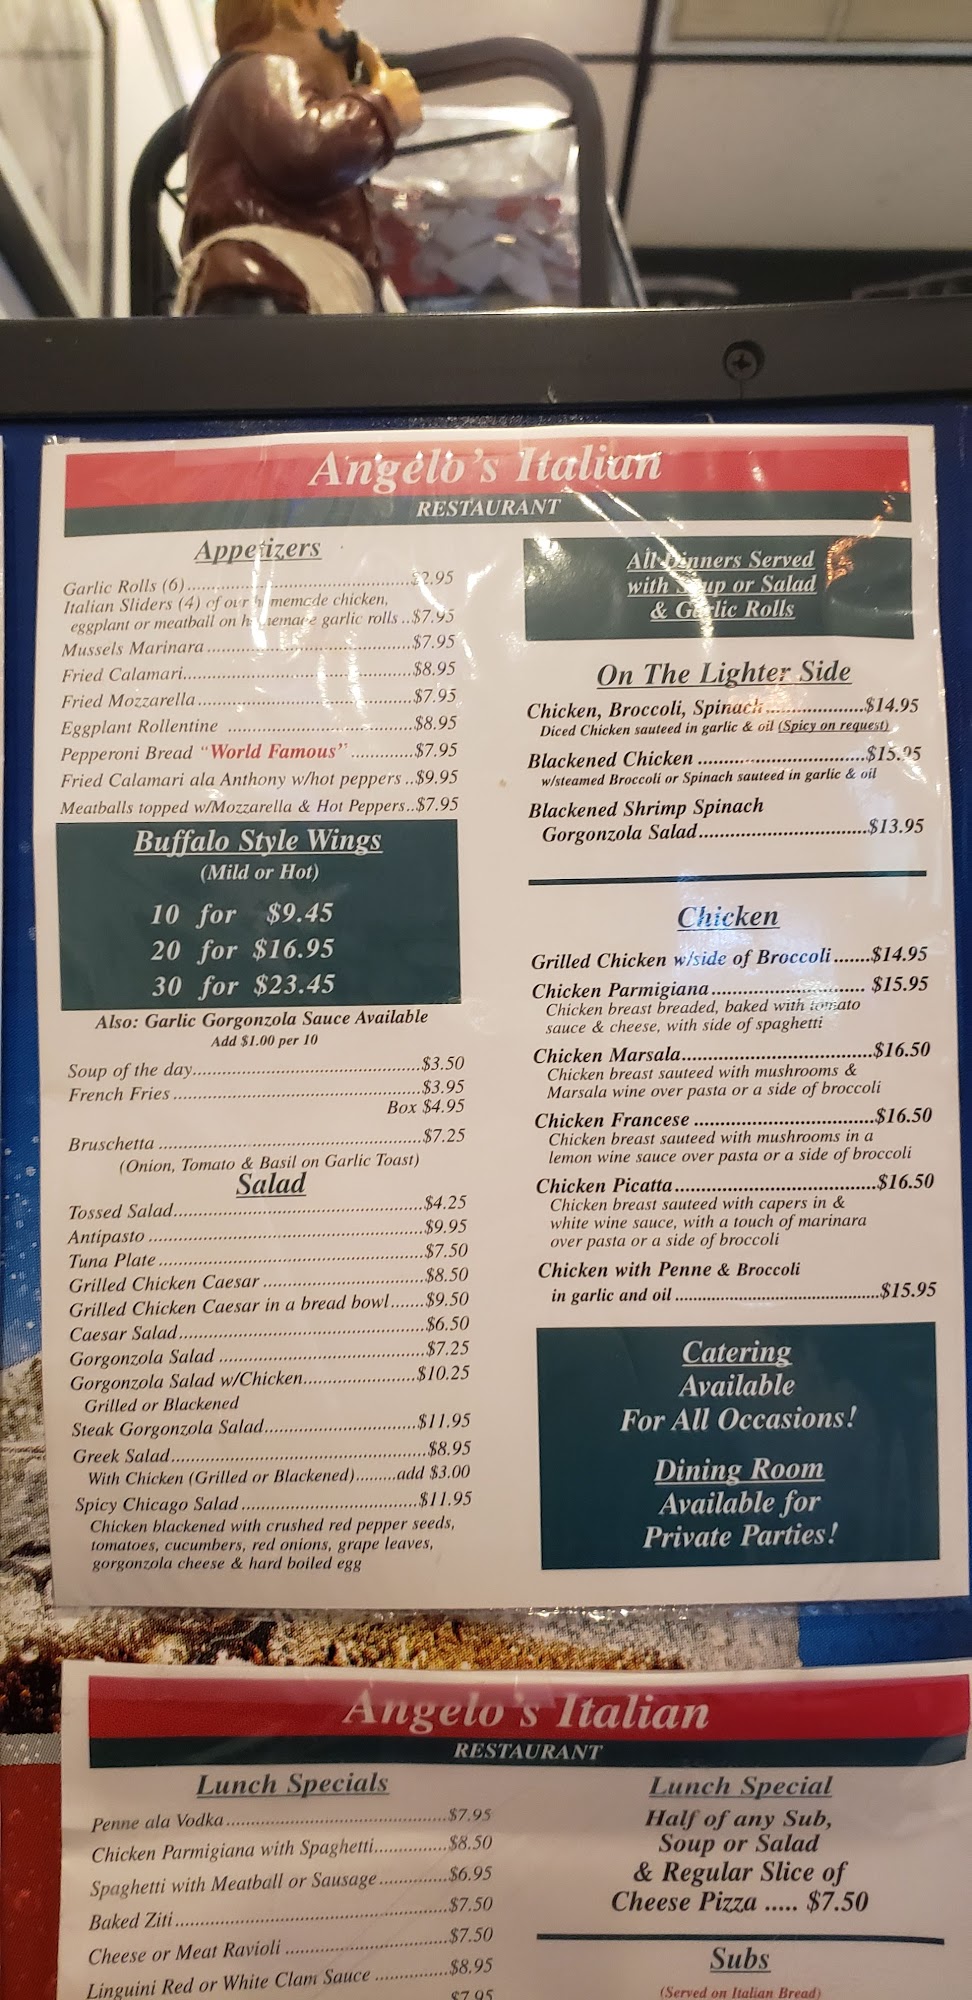 Angelo's Italian
RESTAURANT
Appetizers
Garlic Rolls (6)..............2.95
Italian Sliders (4) of our homemade chicken,
eggplant or meatball on homemade garlic rolls ..$7.95
Mussels Marinara ..............$7.95
Fried Calamari..............$8.95
Fried Mozzarella..............$7.95
Eggplant Rollentine ..............$8.95
Pepperoni Bread "World Famous" ..............$7.95
Fried Calamari ala Anthony w/hot peppers ..$9.95
Meatballs topped w/Mozzarella & Hot Peppers..$7.95
Buffalo Style Wings
(Mild or Hot)
10 for $9.45
20 for $16.95
30 for $23.45
Also: Garlic Gorgonzola Sauce Available
Add $1.00 per 10
Soup of the day..............$3.50
French Fries ..............$3.95
Box $4.95
Bruschetta ..............$7.25
(Onion, Tomato & Basil on Garlic Toast)
Salad
Tossed Salad..............$4.25
Antipasto ..............$9.95
Tuna Plate ..............$7.50
Grilled Chicken Caesar ..............$8.50
Grilled Chicken Caesar in a bread bowl.......$9.50
Caesar Salad..............$6.50
Gorgonzola Salad ..............$7.25
Gorgonzola Salad w/Chicken..............$10.25
Grilled or Blackened
Steak Gorgonzola Salad..............$11.95
Greek Salad..............$8.95
With Chicken (Grilled or Blackened).........add $3.00
Spicy Chicago Salad ..............$11.95
Chicken blackened with crushed red pepper seeds,
tomatoes, cucumbers, red onions, grape leaves,
gorgonzola cheese & hard boiled egg
All Dinners Served
with Soup or Salad
& Garlic Rolls
On The Lighter Side
Chicken, Broccoli, Spinach..............$14.95
Diced Chicken sauteed in garlic & oil (Spicy on request)
Blackened Chicken ..............$15.95
w/steamed Broccoli or Spinach sauteed in garlic & oil
Blackened Shrimp Spinach
Gorgonzola Salad..............$13.95
Chicken
Grilled Chicken w/side of Broccoli .......$14.95
Chicken Parmigiana.............. $15.95
Chicken breast breaded, baked with tomato
sauce & cheese, with side of spaghetti
Chicken Marsala..............$16.50
Chicken breast sauteed with mushrooms &
Marsala wine over pasta or a side of broccoli
Chicken Francese ..............$16.50
Chicken breast sauteed with mushrooms in a
lemon wine sauce over pasta or a side of broccoli
Chicken Picatta..............$16.50
Chicken breast sauteed with capers in &
white wine sauce, with a touch of marinara
over pasta or a side of broccoli
Chicken with Penne & Broccoli
in garlic and oil ..............$15.95
Catering
Available
For All Occasions!
Dining Room
Available for
Private Parties!
Angelo's Italian
RESTAURANT
Lunch Specials
Penne ala Vodka..............$7.95
Chicken Parmigiana with Spaghetti..............$8.50
Spaghetti with Meatball or Sausage ..............$6.95
Baked Ziti ..............$7.50
Cheese or Meat Ravioli ..............$7.50
Linguini Red or White Clam Sauce ..............$8.95
$7.95
Lunch Special
Half of any Sub,
Soup or Salad
& Regular Slice of
Cheese Pizza ..... $7.50
Subs
(Served on Italian Bread)